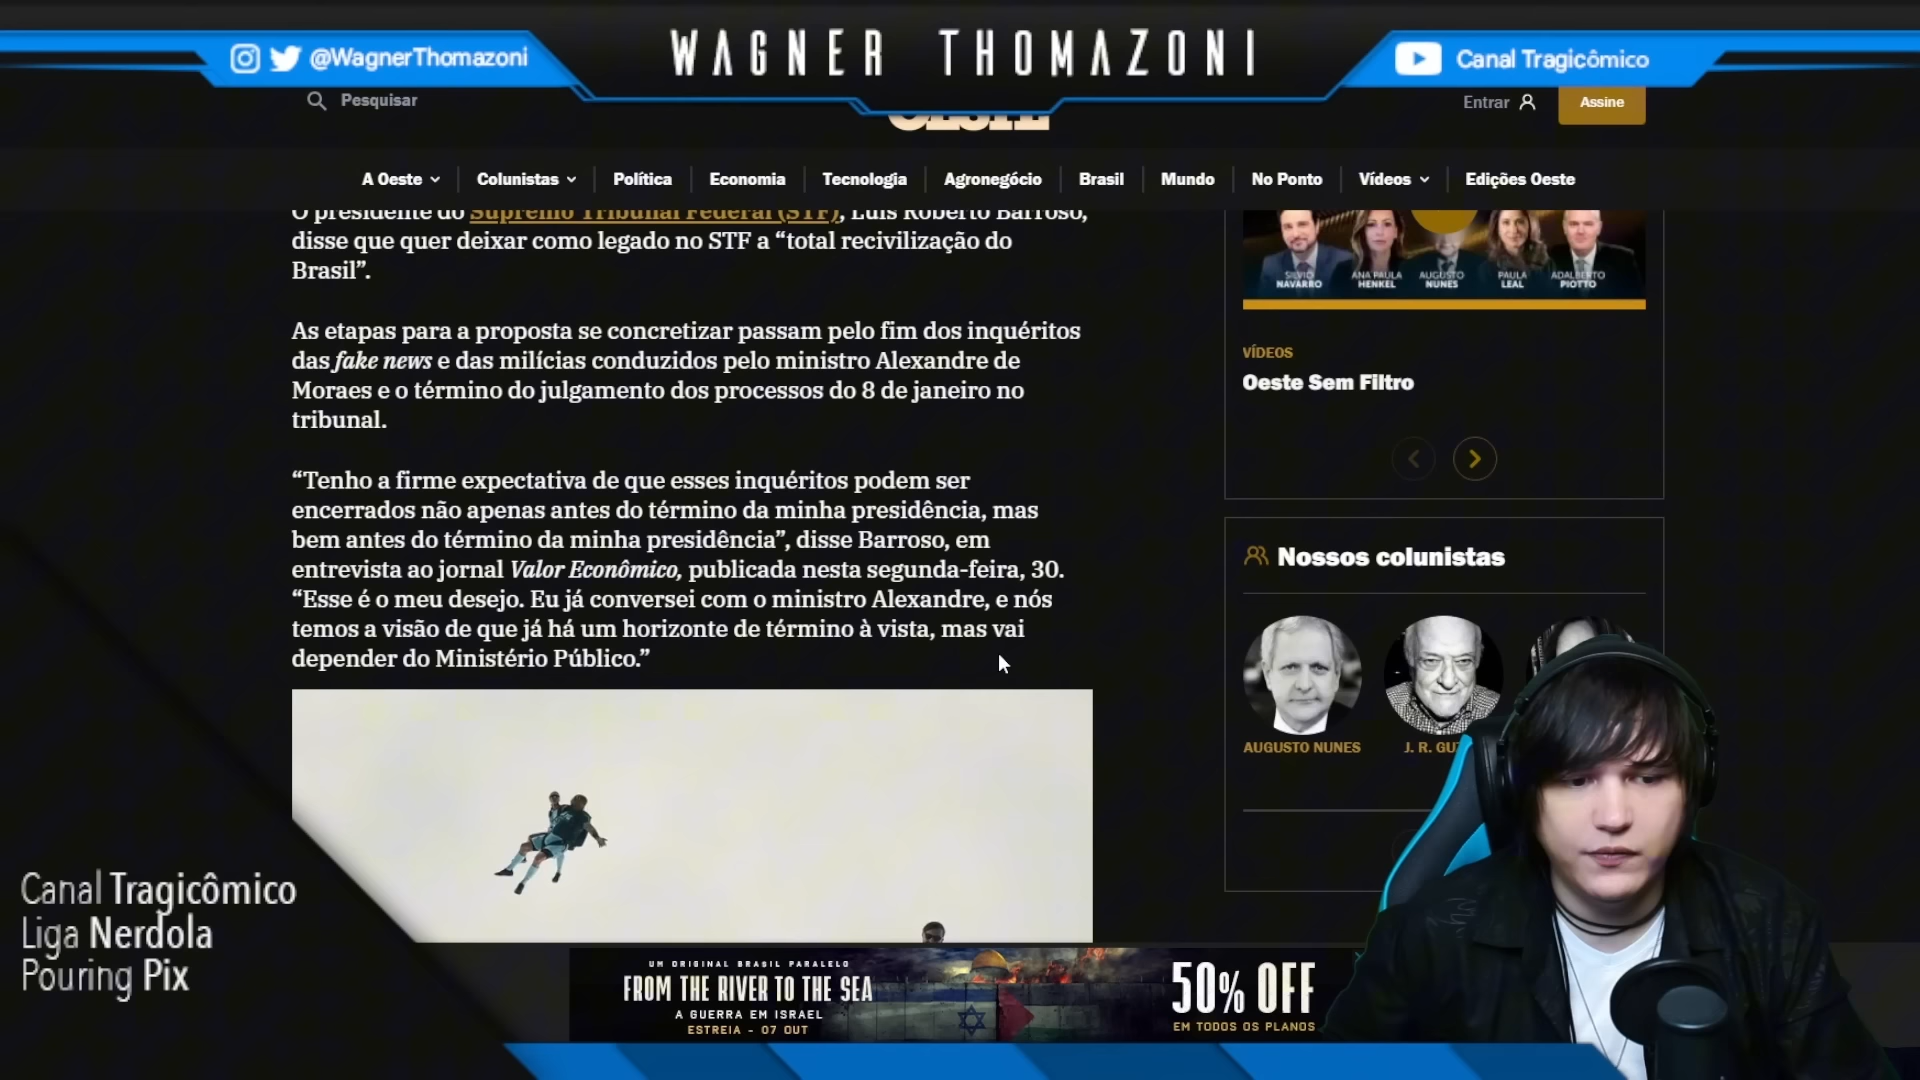 @WagnerThomazoni
WAGNER THOMAZONI
Canal Tragicômico
Pesquisar
OESTE
Entrar
Assine
A Oeste
Colunistas
Política
Economia
Tecnologia
Agronegócio
Brasil
Mundo
No Ponto
Vídeos
Edições Oeste
O presidente do Supremo Tribunal Federal (STF), Luís Roberto Barroso,
disse que quer deixar como legado no STF a “total recivilização do
Brasil”.
As etapas para a proposta se concretizar passam pelo fim dos inquéritos
das fake news e das milícias conduzidos pelo ministro Alexandre de
Moraes e o término do julgamento dos processos do 8 de janeiro no
tribunal.
“Tenho a firme expectativa de que esses inquéritos podem ser
encerrados não apenas antes do término da minha presidência, mas
bem antes do término da minha presidência”, disse Barroso, em
entrevista ao jornal Valor Econômico, publicada nesta segunda-feira, 30.
“Esse é o meu desejo. Eu já conversei com o ministro Alexandre, e nós
temos a visão de que já há um horizonte de término à vista, mas vai
depender do Ministério Público.”
SILVIO
NAVARRO
ANA PAULA
HENKEL
AUGUSTO
NUNES
PAULA
LEAL
ADALBERTO
PIOTTO
VÍDEOS
Oeste Sem Filtro
Nossos colunistas
AUGUSTO NUNES
J. R. GU
Canal Tragicômico
Liga Nerdola
Pouring Pix
UM ORIGINAL BRASIL PARALELO
FROM THE RIVER TO THE SEA
A GUERRA EM ISRAEL
ESTREIA - 07 OUT
50% OFF
EM TODOS OS PLANOS